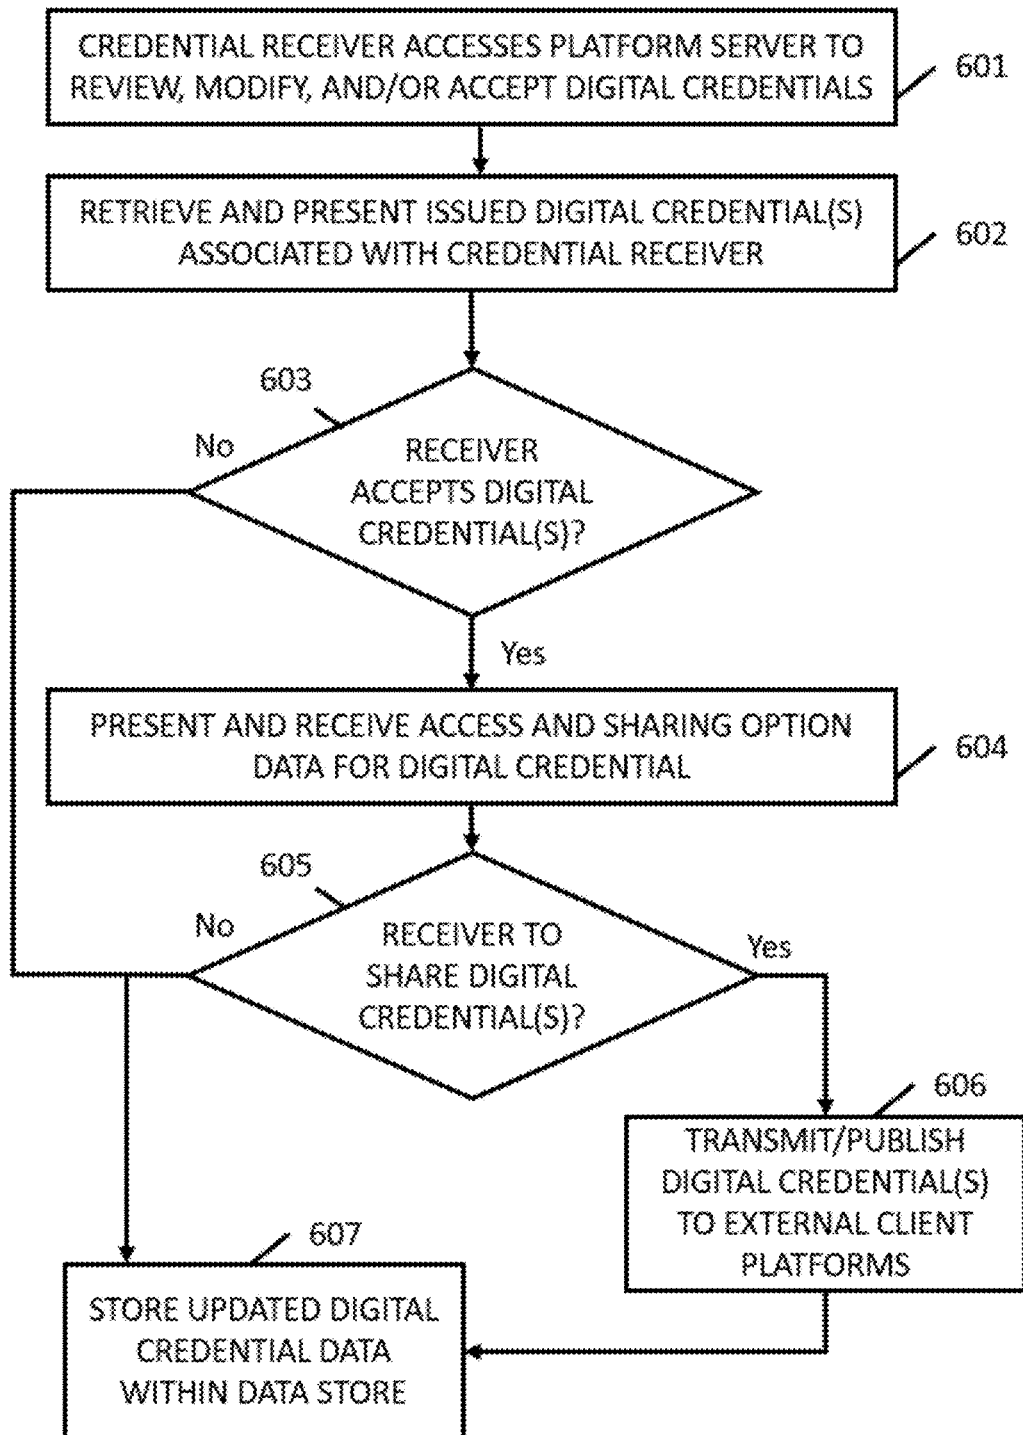 CREDENTIAL RECEIVER ACCESSES PLATFORM SERVER TO
REVIEW, MODIFY, AND/OR ACCEPT DIGITAL CREDENTIALS
601
RETRIEVE AND PRESENT ISSUED DIGITAL CREDENTIAL(S)
ASSOCIATED WITH CREDENTIAL RECEIVER
602
603
No
RECEIVER
ACCEPTS DIGITAL
CREDENTIAL(S)?
Yes
PRESENT AND RECEIVE ACCESS AND SHARING OPTION
DATA FOR DIGITAL CREDENTIAL
604
605
No
RECEIVER TO
SHARE DIGITAL
CREDENTIAL(S)?
Yes
606
TRANSMIT/PUBLISH
DIGITAL CREDENTIAL(S)
TO EXTERNAL CLIENT
PLATFORMS
607
STORE UPDATED DIGITAL
CREDENTIAL DATA
WITHIN DATA STORE